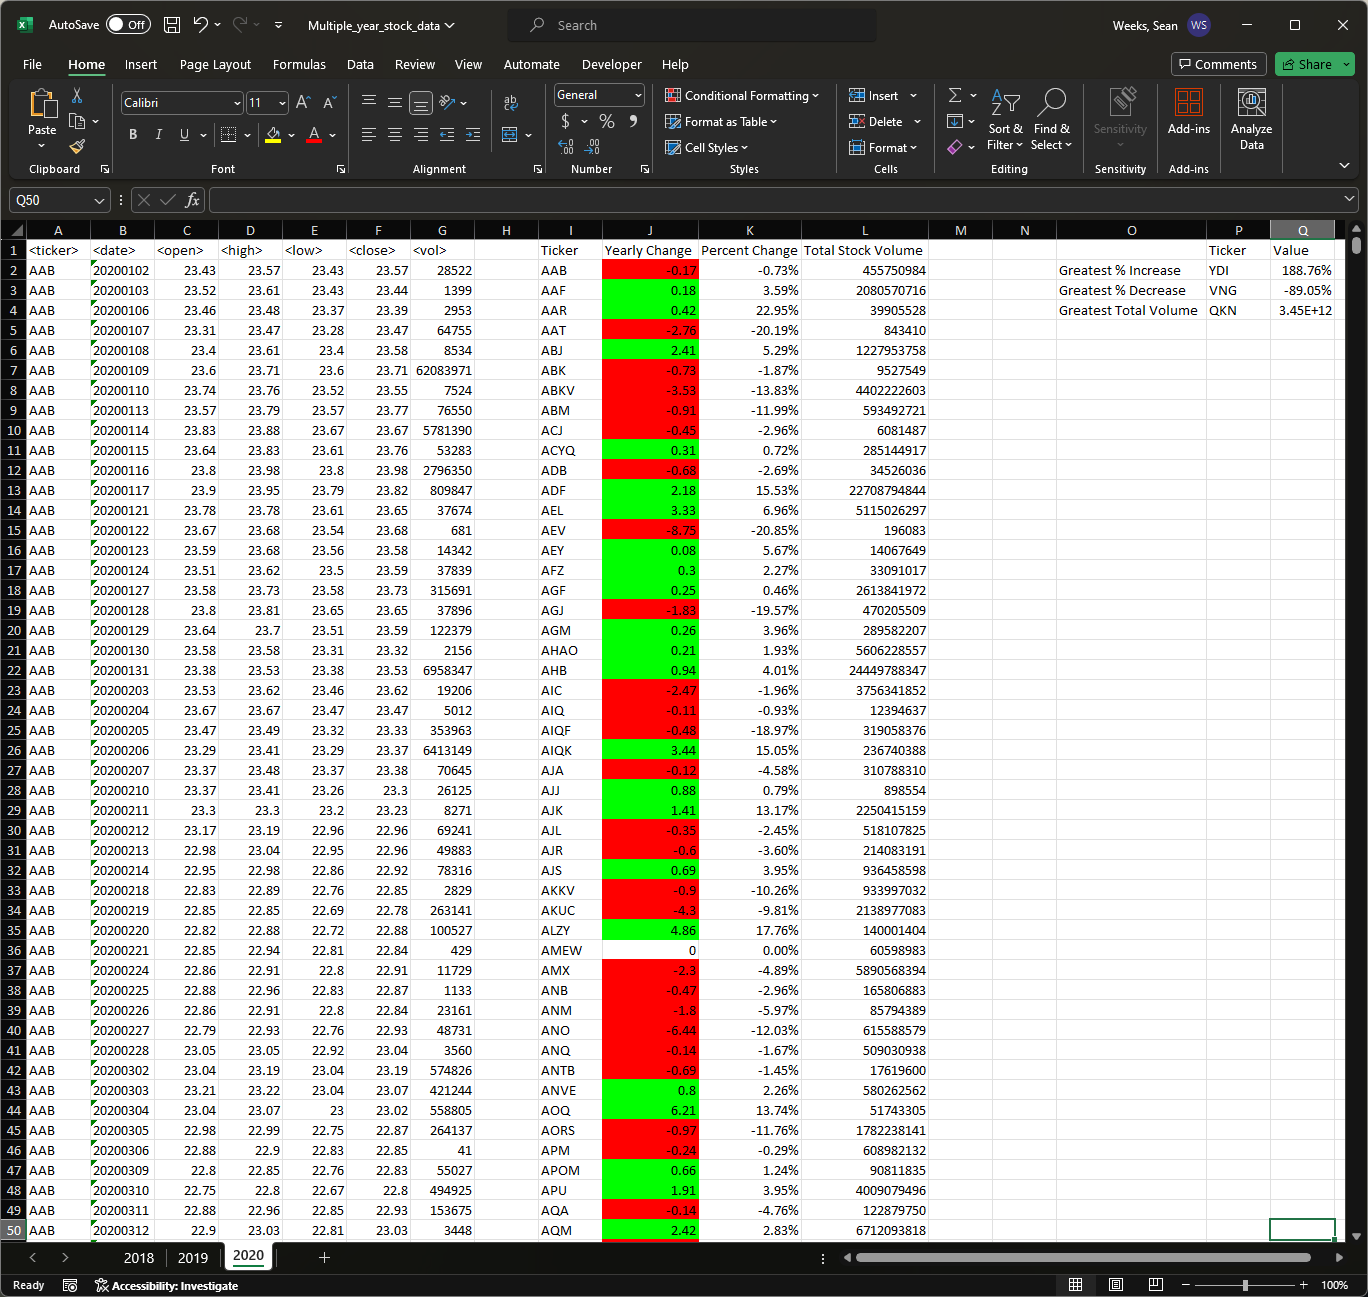 AutoSave Off Multiple_year_stock_data Search Weeks, Sean WS
File Home Insert Page Layout Formulas Data Review View Automate Developer Help Comments Share
Paste Calibri 11 General Conditional Formatting Insert
Format as Table Delete Sort & Filter Find & Select Sensitivity Add-ins Analyze Data
B I U Cell Styles Format
Clipboard Font Alignment Number Styles Cells Editing Sensitivity Add-ins
Q50 fx
A B C D E F G H I J K L M N O P Q
1 <ticker> <date> <open> <high> <low> <close> <vol> Ticker Yearly Change Percent Change Total Stock Volume Ticker Value
2 AAB 20200102 23.43 23.57 23.43 23.57 28522 AAB -0.17 -0.73% 455750984 Greatest % Increase YDI 188.76%
3 AAB 20200103 23.52 23.61 23.43 23.44 1399 AAF 0.18 3.59% 2080570716 Greatest % Decrease VNG -89.05%
4 AAB 20200106 23.46 23.48 23.37 23.39 2953 AAR 0.42 22.95% 39905528 Greatest Total Volume QKN 3.45E+12
5 AAB 20200107 23.31 23.47 23.28 23.47 64755 AAT -2.76 -20.19% 843410
6 AAB 20200108 23.4 23.61 23.4 23.58 8534 ABJ 2.41 5.29% 1227953758
7 AAB 20200109 23.6 23.71 23.6 23.71 62083971 ABK -0.73 -1.87% 9527549
8 AAB 20200110 23.74 23.76 23.52 23.55 7524 ABKV -3.53 -13.83% 4402222603
9 AAB 20200113 23.57 23.79 23.57 23.77 76550 ABM -0.91 -11.99% 593492721
10 AAB 20200114 23.83 23.88 23.67 23.67 5781390 ACJ -0.45 -2.96% 6081487
11 AAB 20200115 23.64 23.83 23.61 23.76 53283 ACYQ 0.31 0.72% 285144917
12 AAB 20200116 23.8 23.98 23.8 23.98 2796350 ADB -0.68 -2.69% 34526036
13 AAB 20200117 23.9 23.95 23.79 23.82 809847 ADF 2.18 15.53% 22708794844
14 AAB 20200121 23.78 23.78 23.61 23.65 37674 AEL 3.33 6.96% 5115026297
15 AAB 20200122 23.67 23.68 23.54 23.68 681 AEV -8.75 -20.85% 196083
16 AAB 20200123 23.59 23.68 23.56 23.58 14342 AEY 0.08 5.67% 14067649
17 AAB 20200124 23.51 23.62 23.5 23.59 37839 AFZ 0.3 2.27% 33091017
18 AAB 20200127 23.58 23.73 23.58 23.73 315691 AGF 0.25 0.46% 2613841972
19 AAB 20200128 23.8 23.81 23.65 23.65 37896 AGJ -1.83 -19.57% 470205509
20 AAB 20200129 23.64 23.7 23.51 23.59 122379 AGM 0.26 3.96% 289582207
21 AAB 20200130 23.58 23.58 23.31 23.32 2156 AHAO 0.21 1.93% 5606228557
22 AAB 20200131 23.38 23.53 23.38 23.53 6958347 AHB 0.94 4.01% 24449788347
23 AAB 20200203 23.53 23.62 23.46 23.62 19206 AIC -2.47 -1.96% 3756341852
24 AAB 20200204 23.67 23.67 23.47 23.47 5012 AIQ -0.11 -0.93% 12394637
25 AAB 20200205 23.47 23.49 23.32 23.33 353963 AIQF -0.48 -18.97% 319058376
26 AAB 20200206 23.29 23.41 23.29 23.37 6413149 AIQK 3.44 15.05% 236740388
27 AAB 20200207 23.37 23.48 23.37 23.38 70645 AJA -0.12 -4.58% 310788310
28 AAB 20200210 23.37 23.41 23.26 23.3 26125 AJJ 0.88 0.79% 898554
29 AAB 20200211 23.3 23.3 23.2 23.23 8271 AJK 1.41 13.17% 2250415159
30 AAB 20200212 23.17 23.19 22.96 22.96 69241 AJL -0.35 -2.45% 518107825
31 AAB 20200213 22.98 23.04 22.95 22.96 49883 AJR -0.6 -3.60% 214083191
32 AAB 20200214 22.95 22.98 22.86 22.92 78316 AJS 0.69 3.95% 936458598
33 AAB 20200218 22.83 22.89 22.76 22.85 2829 AKKV -0.9 -10.26% 933997032
34 AAB 20200219 22.85 22.85 22.69 22.78 263141 AKUC -4.3 -9.81% 2138977083
35 AAB 20200220 22.82 22.88 22.72 22.88 100527 ALZY 4.86 17.76% 140001404
36 AAB 20200221 22.85 22.94 22.81 22.84 429 AMEW 0 0.00% 60598983
37 AAB 20200224 22.86 22.91 22.8 22.91 11729 AMX -2.3 -4.89% 5890568394
38 AAB 20200225 22.88 22.96 22.83 22.87 1133 ANB -0.47 -2.96% 165806883
39 AAB 20200226 22.86 22.91 22.8 22.84 23161 ANM -1.8 -5.97% 85794389
40 AAB 20200227 22.79 22.93 22.76 22.93 48731 ANO -6.44 -12.03% 615588579
41 AAB 20200228 23.05 23.05 22.92 23.04 3560 ANQ -0.14 -1.67% 509030938
42 AAB 20200302 23.04 23.19 23.04 23.19 574826 ANTB -0.69 -1.45% 17619600
43 AAB 20200303 23.21 23.22 23.04 23.07 421244 ANVE 0.8 2.26% 580262562
44 AAB 20200304 23.04 23.07 23 23.02 558805 AOQ 6.21 13.74% 51743305
45 AAB 20200305 22.98 22.99 22.75 22.87 264137 AORS -0.97 -11.76% 1782238141
46 AAB 20200306 22.88 22.9 22.83 22.85 41 APM -0.24 -0.29% 608982132
47 AAB 20200309 22.8 22.85 22.76 22.83 55027 APOM 0.66 1.24% 90811835
48 AAB 20200310 22.75 22.8 22.67 22.8 494925 APU 1.91 3.95% 4009079496
49 AAB 20200311 22.88 22.96 22.85 22.93 153675 AQA -0.14 -4.76% 122879750
50 AAB 20200312 22.9 23.03 22.81 23.03 3448 AQM 2.42 2.83% 6712093818
2018 2019 2020
Ready Accessibility: Investigate 100%